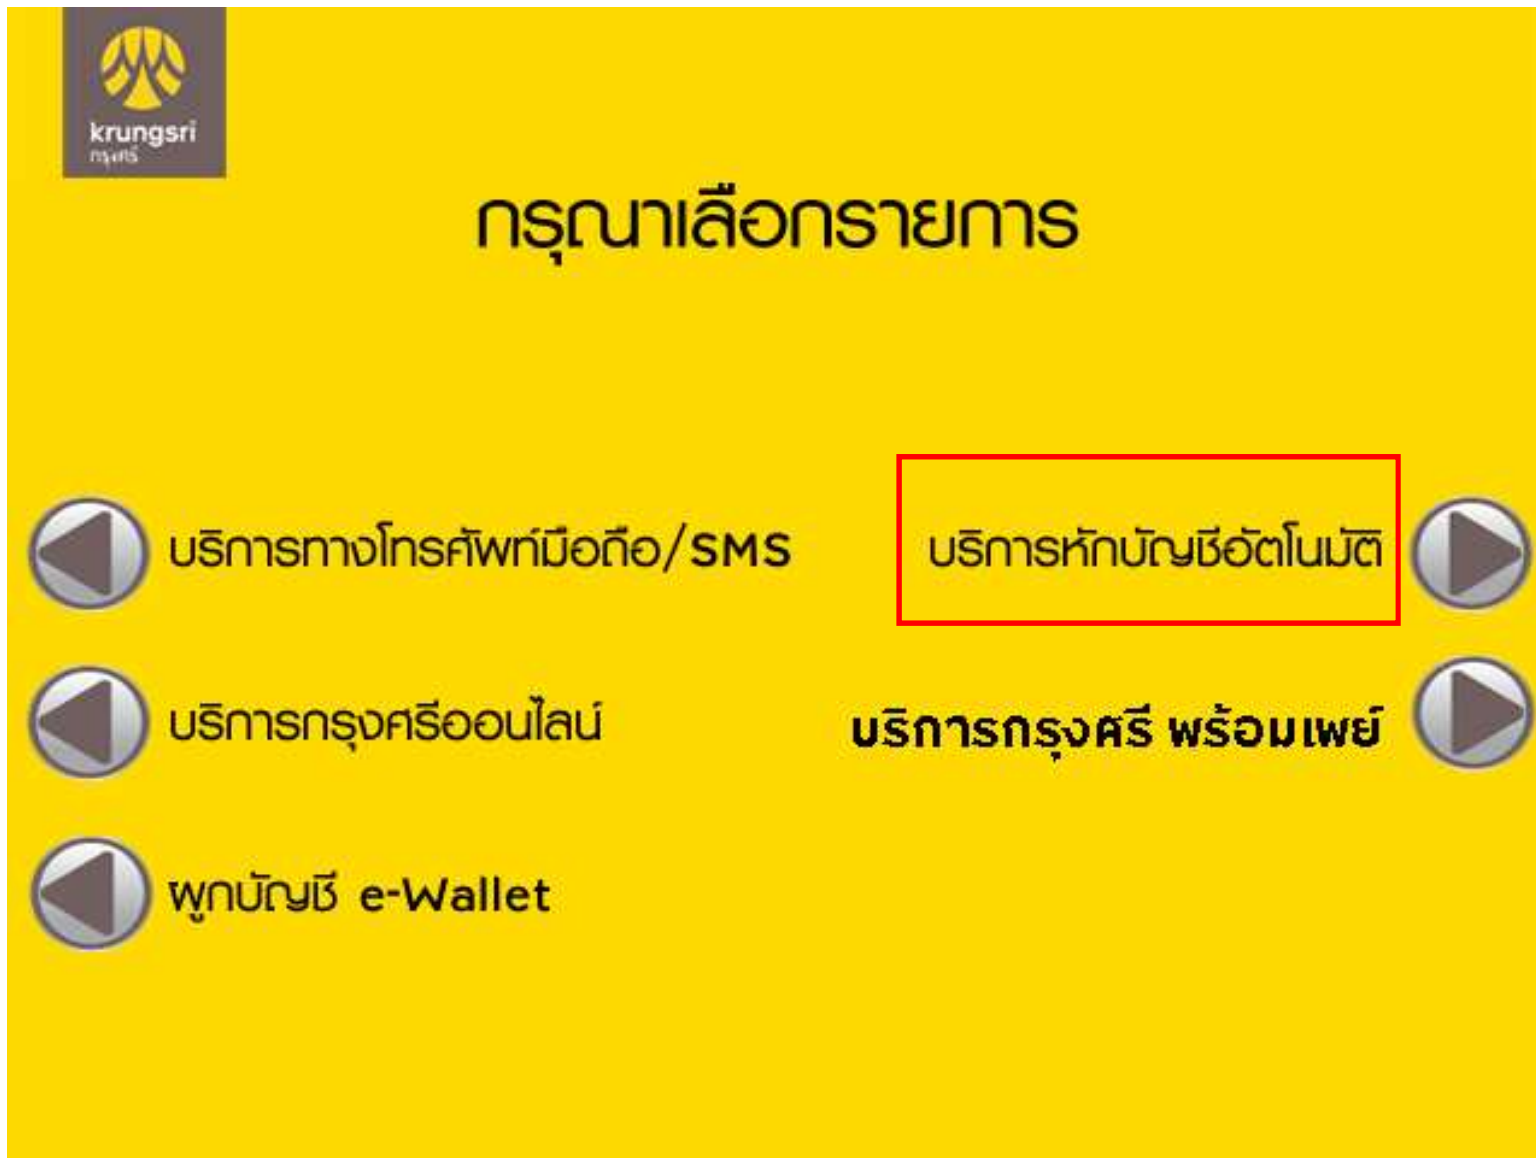 krungsri
กรุงศรี
กรุณาเลือกรายการ
บริการทางโทรศัพท์มือถือ/SMS
บริการหักบัญชีอัตโนมัติ
บริการกรุงศรีออนไลน์
บริการกรุงศรี พร้อมเพย์
ผูกบัญชี e-Wallet